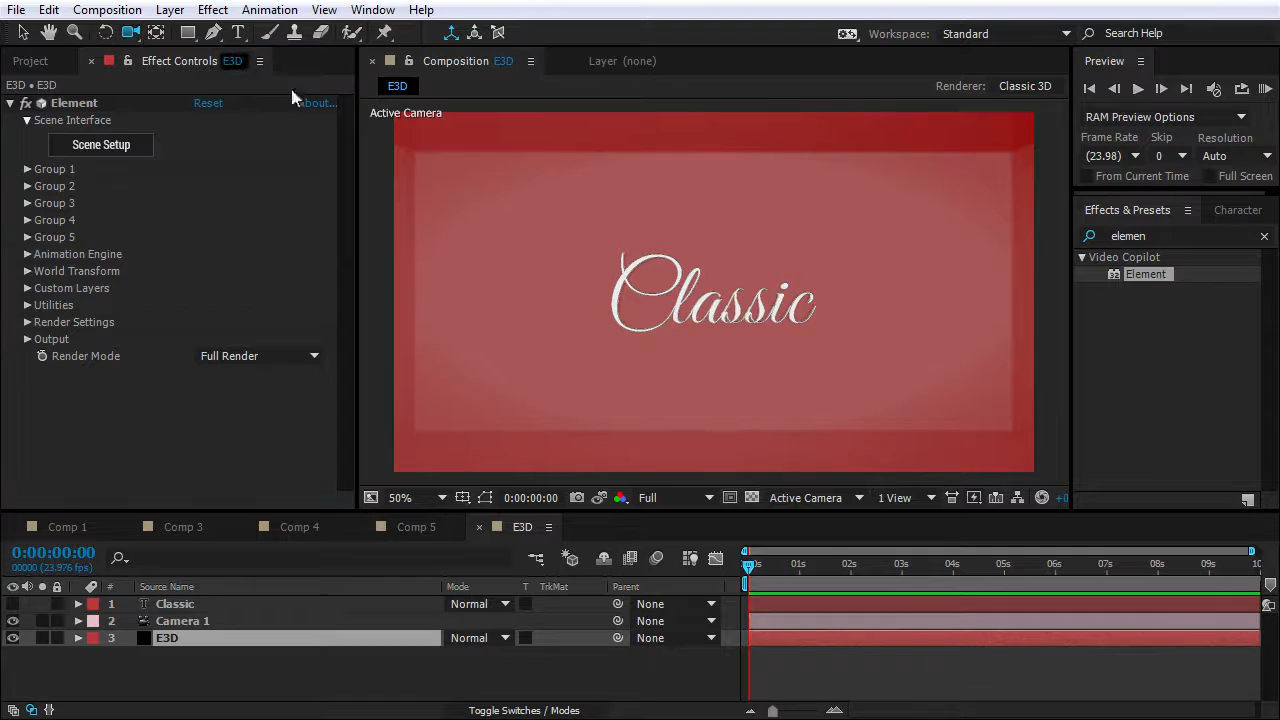 File Edit Composition Layer Effect Animation View Window Help
Workspace: Standard Search Help
Project × Effect Controls E3D
Composition E3D
Layer (none)
Preview
E3D • E3D
E3D
Renderer: Classic 3D
fx Element Reset bout...
Scene Interface
Scene Setup
Group 1
Group 2
Group 3
Group 4
Group 5
Animation Engine
World Transform
Custom Layers
Utilities
Render Settings
Output
Render Mode Full Render
Active Camera
Classic
RAM Preview Options
Frame Rate Skip Resolution
(23.98) 0 Auto
From Current Time Full Screen
Effects & Presets Character
elemen
Video Copilot
32 Element
50% 0:00:00:00 Full Active Camera 1 View +0
Comp 1 Comp 3 Comp 4 Comp 5 × E3D
0:00:00:00
00000 (23.976 fps)
01s 02s 03s 04s 05s 06s 07s 08s 09s 10
# Source Name Mode T TrkMat Parent
1 T Classic Normal None
2 Camera 1 None
3 E3D Normal None
Toggle Switches / Modes